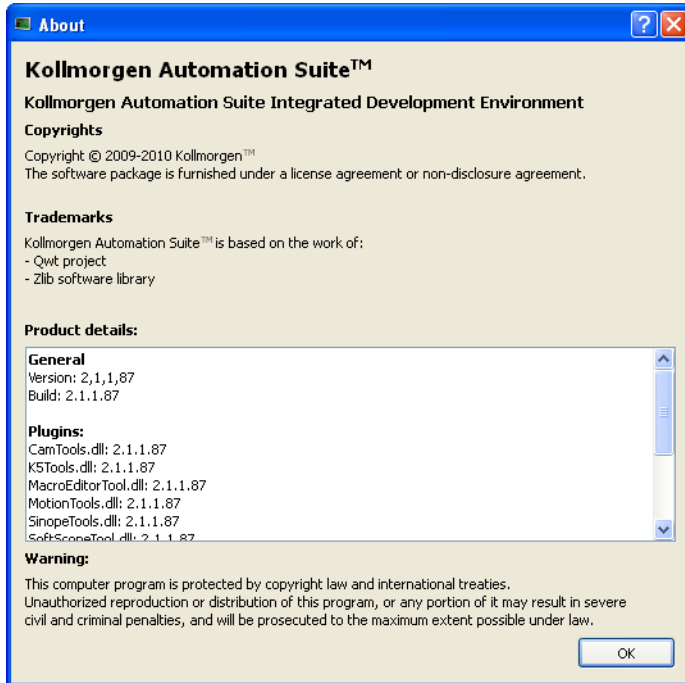 About
Kollmorgen Automation Suite™
Kollmorgen Automation Suite Integrated Development Environment
Copyrights
Copyright © 2009-2010 Kollmorgen™
The software package is furnished under a license agreement or non-disclosure agreement.
Trademarks
Kollmorgen Automation Suite™ is based on the work of:
- Qwt project
- Zlib software library
Product details:
General
Version: 2,1,1,87
Build: 2.1.1.87
Plugins:
CamTools.dll: 2.1.1.87
K5Tools.dll: 2.1.1.87
MacroEditorTool.dll: 2.1.1.87
MotionTools.dll: 2.1.1.87
SinopeTools.dll: 2.1.1.87
SoftScopeTool.dll: 2.1.1.87
Warning:
This computer program is protected by copyright law and international treaties.
Unauthorized reproduction or distribution of this program, or any portion of it may result in severe
civil and criminal penalties, and will be prosecuted to the maximum extent possible under law.
OK